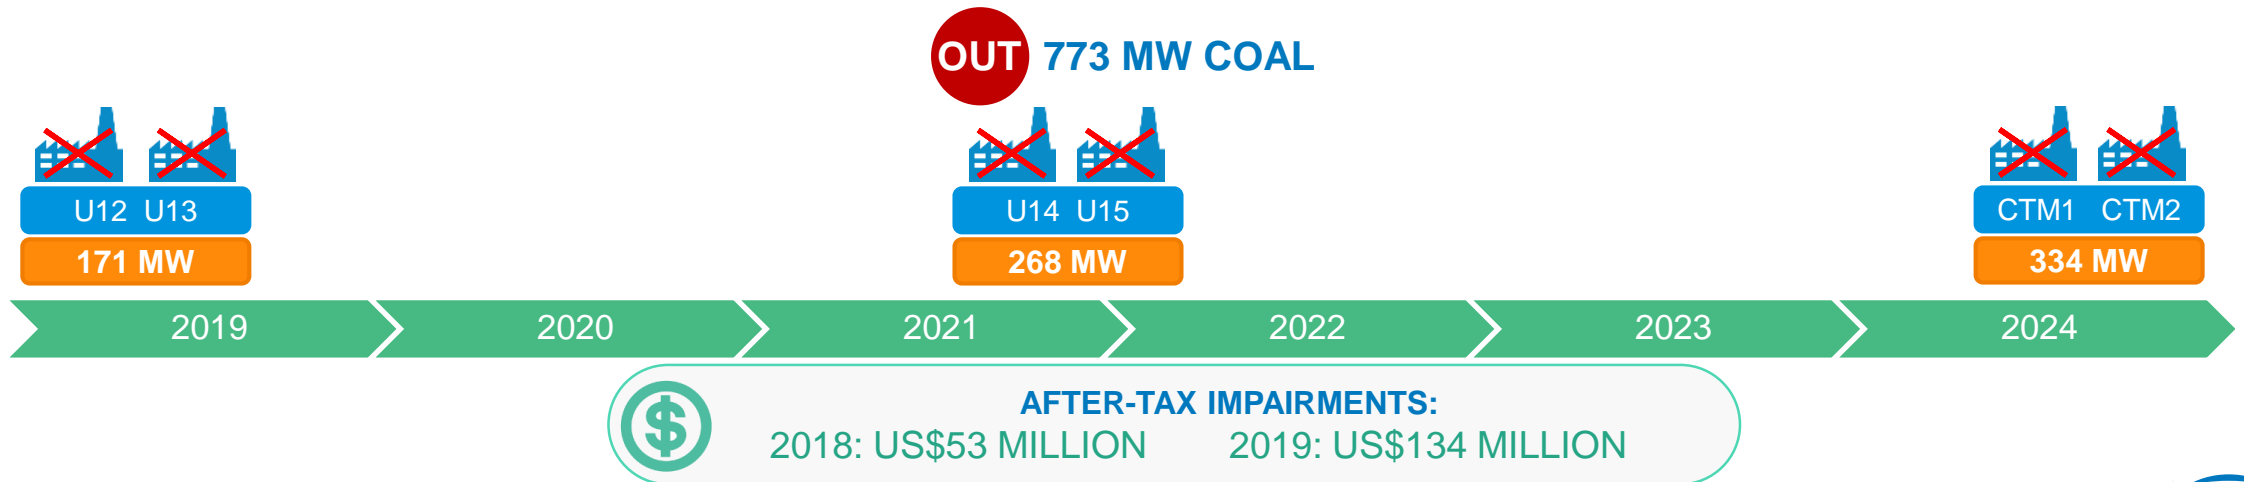 OUT 773 MW COAL
U12 U13
171 MW
U14 U15
268 MW
CTM1 CTM2
334 MW
2019 2020 2021 2022 2023 2024
$
AFTER-TAX IMPAIRMENTS:
2018: US$53 MILLION 2019: US$134 MILLION